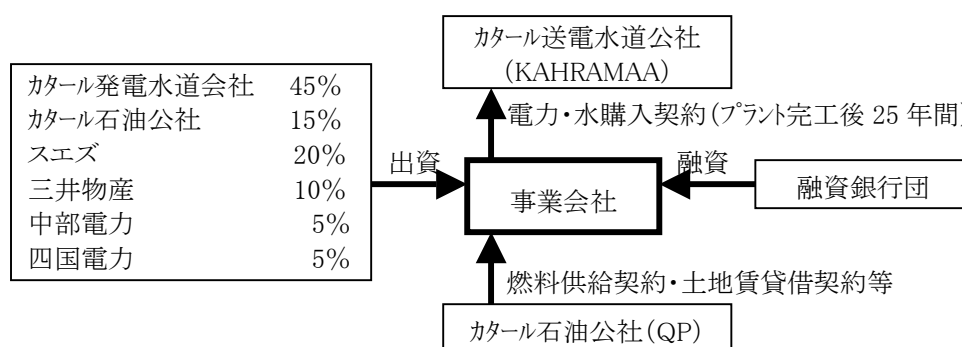 ｶﾀｰﾙ送電水道公社
(KAHRAMAA)
ｶﾀｰﾙ発電水道会社 45%
ｶﾀｰﾙ石油公社 15%
スエズ 20%
三井物産 10%
中部電力 5%
四国電力 5%
電力・水購入契約(ﾌﾟﾗﾝﾄ完工後 25 年間)
出資
融資
事業会社
融資銀行団
燃料供給契約・土地賃貸借契約等
ｶﾀｰﾙ石油公社(QP)